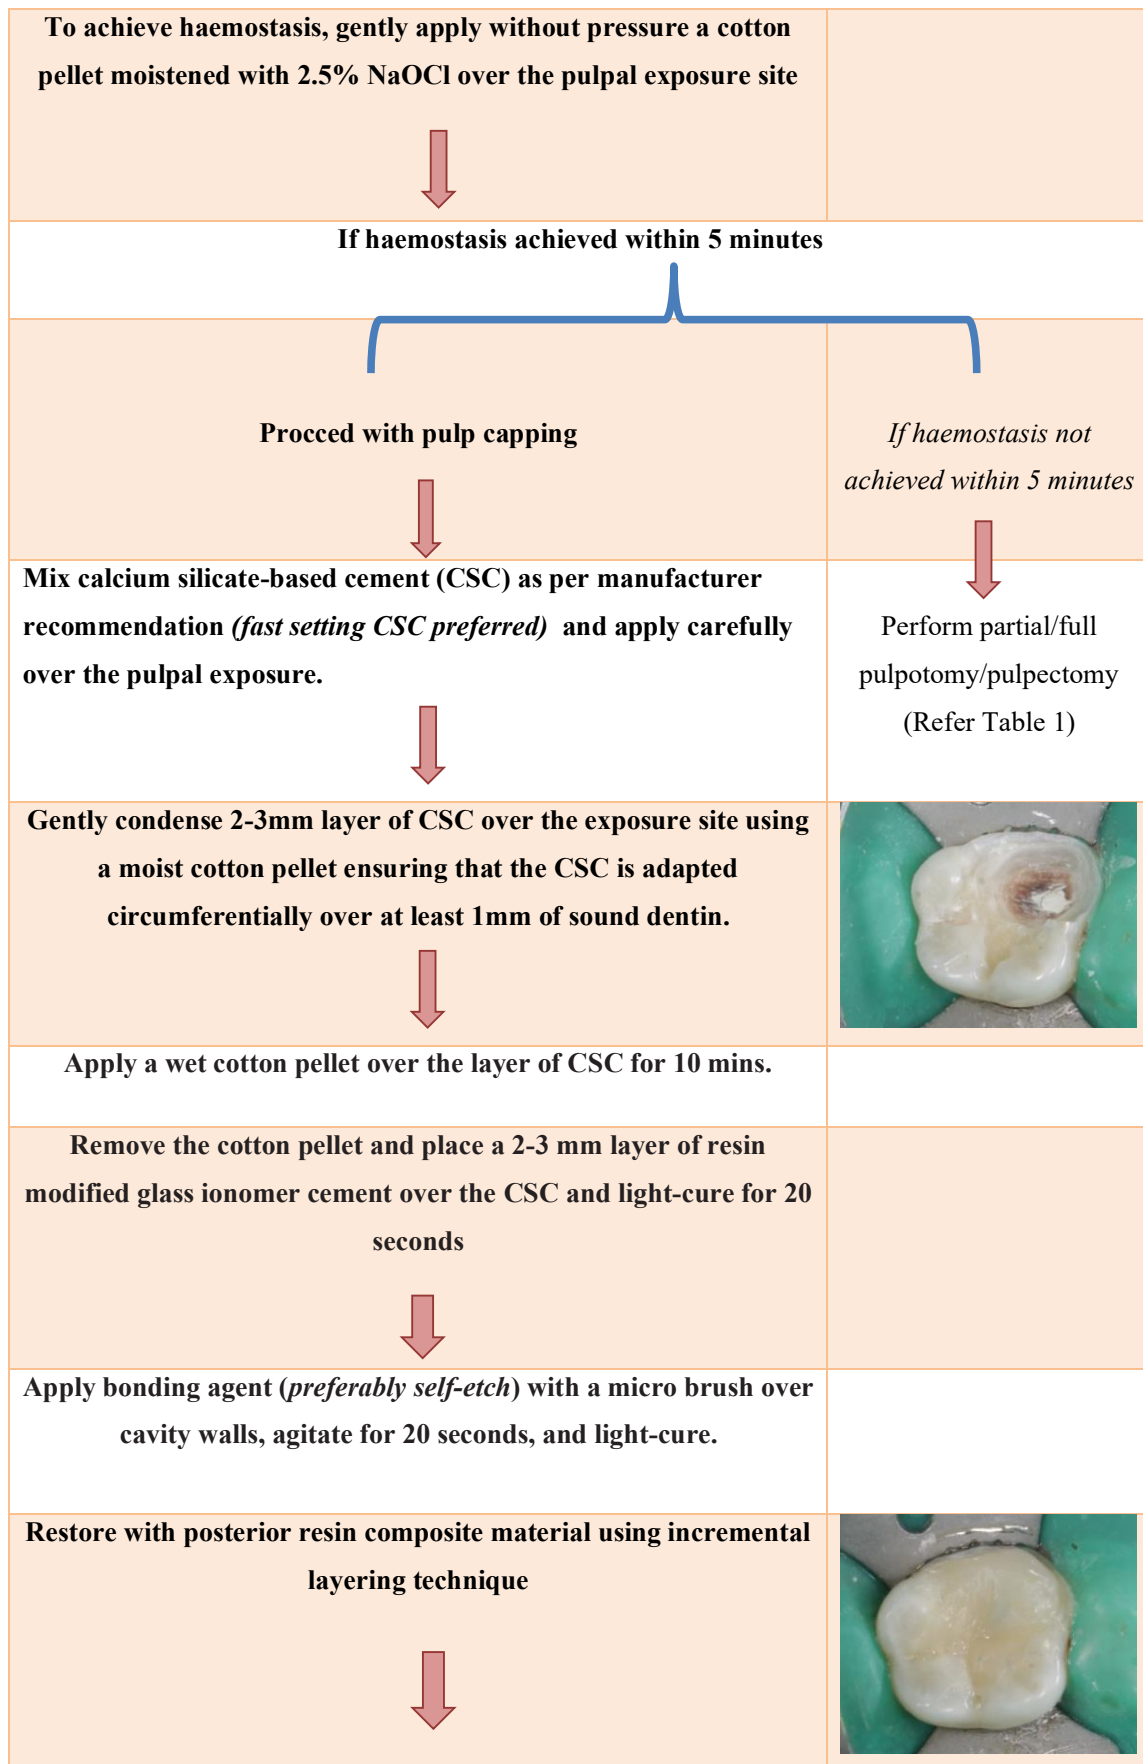 To achieve haemostasis, gently apply without pressure a cotton
pellet moistened with 2.5% NaOCl over the pulpal exposure site
If haemostasis achieved within 5 minutes
Procced with pulp capping
If haemostasis not
achieved within 5 minutes
Mix calcium silicate-based cement (CSC) as per manufacturer
recommendation (fast setting CSC preferred) and apply carefully
over the pulpal exposure.
Perform partial/full
pulpotomy/pulpectomy
(Refer Table 1)
Gently condense 2-3mm layer of CSC over the exposure site using
a moist cotton pellet ensuring that the CSC is adapted
circumferentially over at least 1mm of sound dentin.
Apply a wet cotton pellet over the layer of CSC for 10 mins.
Remove the cotton pellet and place a 2-3 mm layer of resin
modified glass ionomer cement over the CSC and light-cure for 20
seconds
Apply bonding agent (preferably self-etch) with a micro brush over
cavity walls, agitate for 20 seconds, and light-cure.
Restore with posterior resin composite material using incremental
layering technique